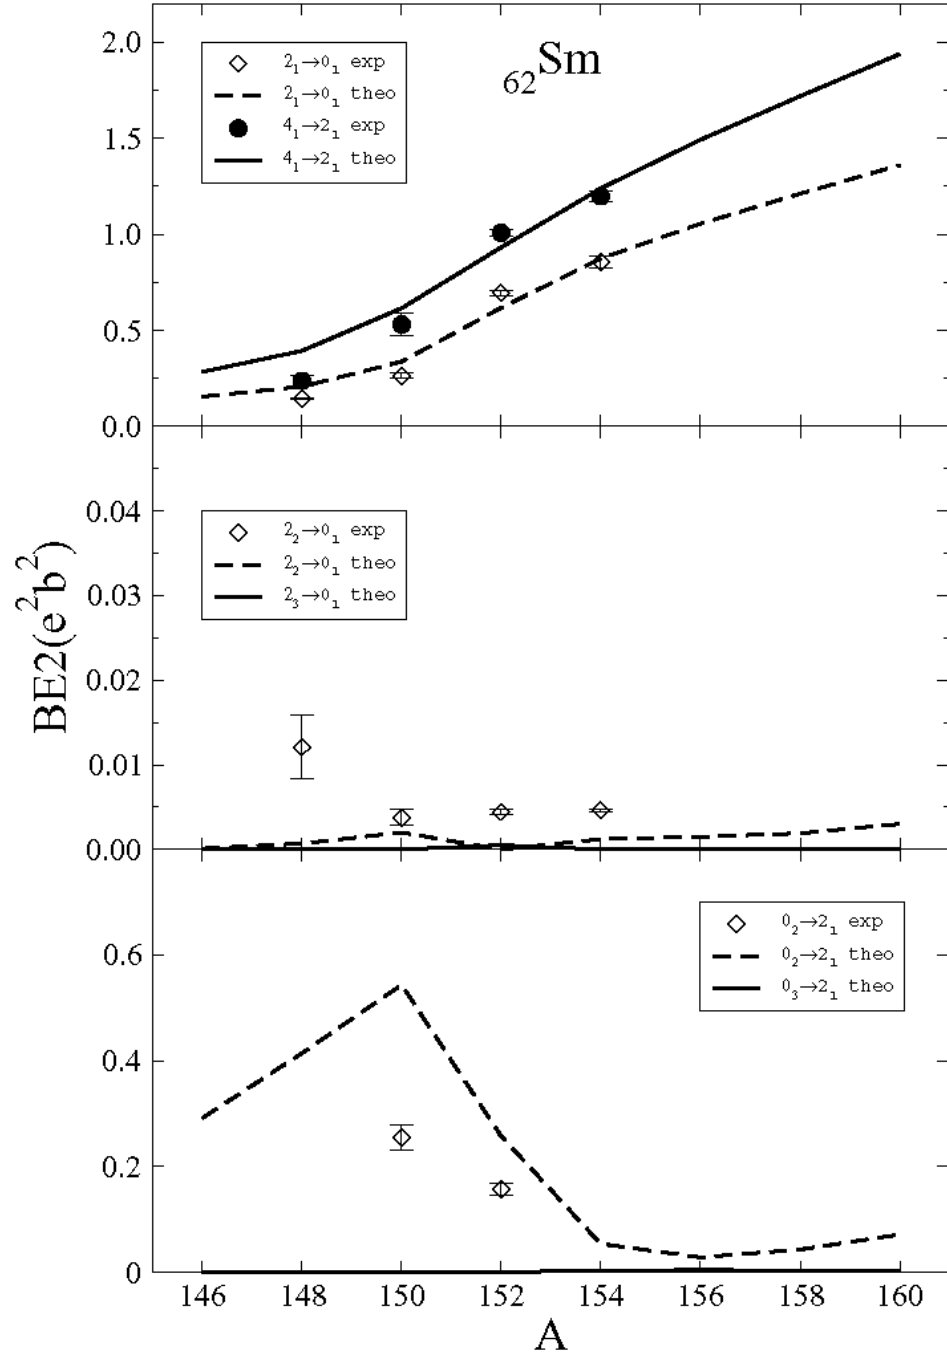 ₆₂Sm
2.0
1.5
1.0
0.5
0.0
2₁→0₁ exp
2₁→0₁ theo
4₁→2₁ exp
4₁→2₁ theo
BE2(e²b²)
0.04
0.03
0.02
0.01
0.00
2₂→0₁ exp
2₂→0₁ theo
2₃→0₁ theo
0.6
0.4
0.2
0
0₂→2₁ exp
0₂→2₁ theo
0₃→2₁ theo
146 148 150 152 154 156 158 160
A